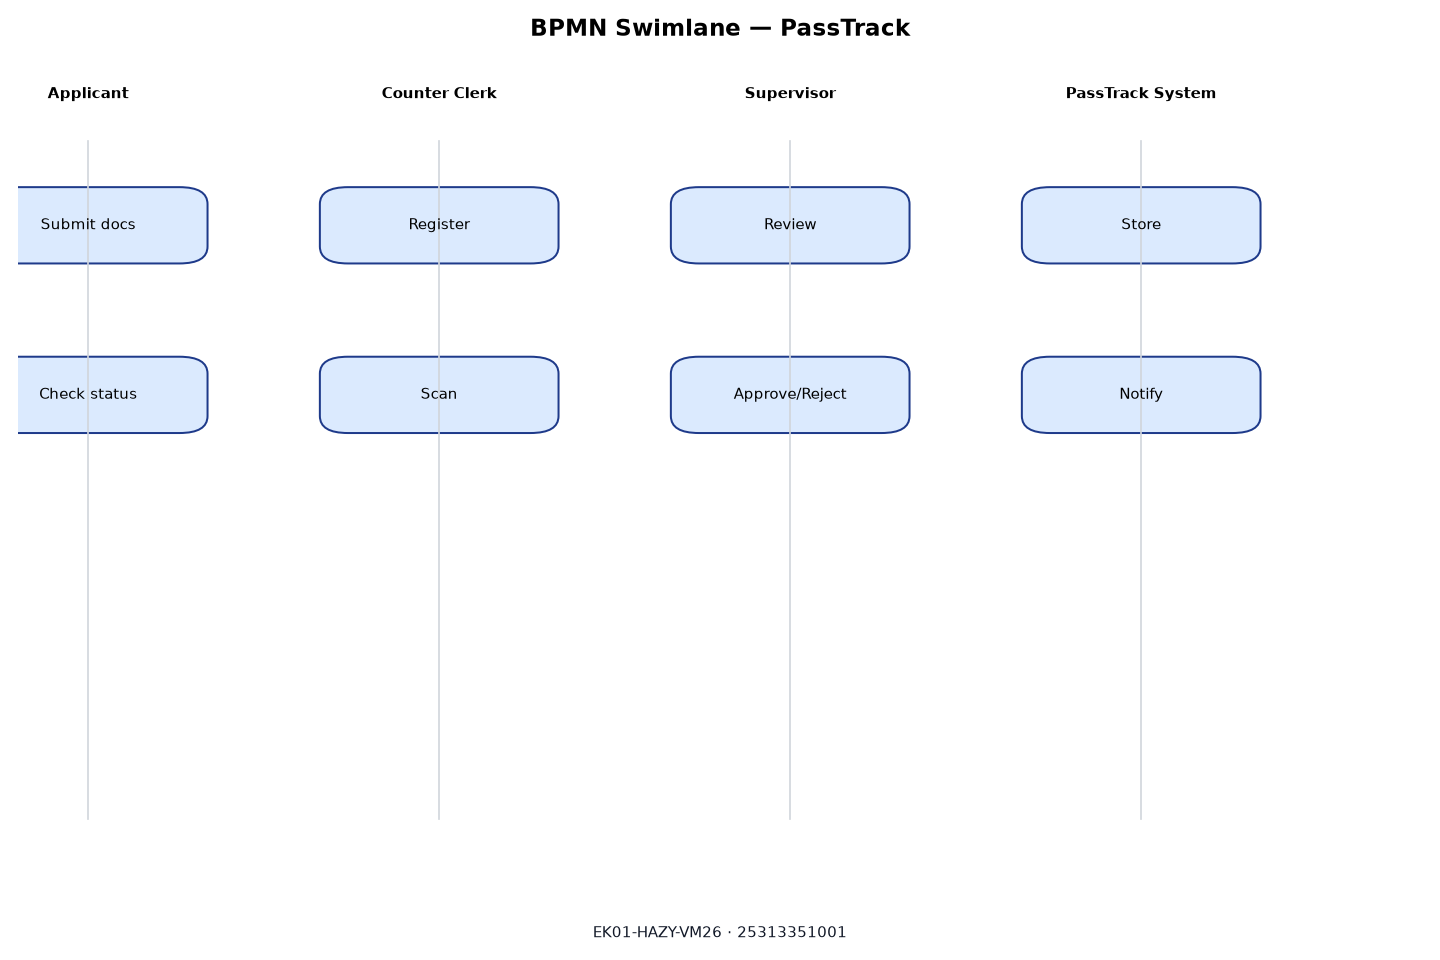 BPMN Swimlane — PassTrack
Applicant
Counter Clerk
Supervisor
PassTrack System
Submit docs
Register
Review
Store
Check status
Scan
Approve/Reject
Notify
EK01-HAZY-VM26 · 25313351001